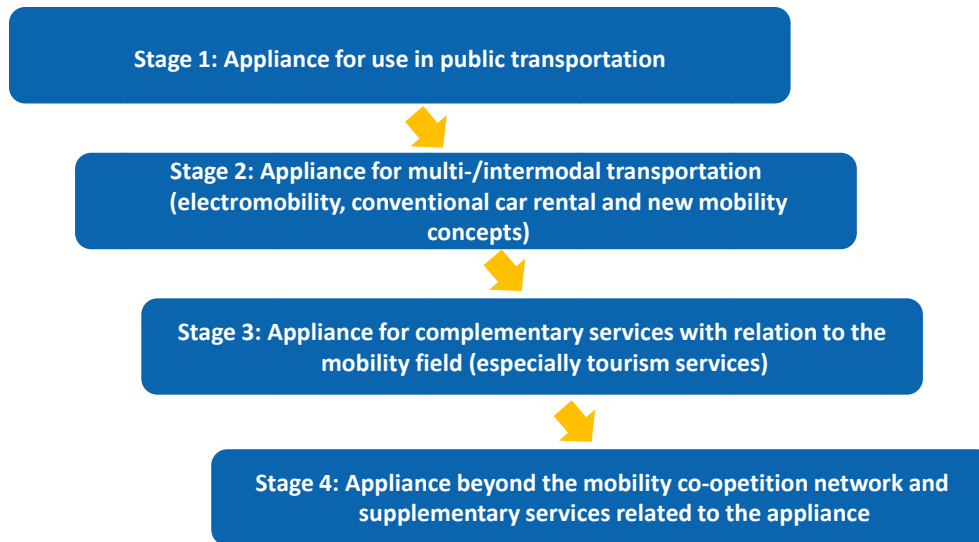 Stage 1: Appliance for use in public transportation
Stage 2: Appliance for multi-/intermodal transportation
(electromobility, conventional car rental and new mobility
concepts)
Stage 3: Appliance for complementary services with relation to the
mobility field (especially tourism services)
Stage 4: Appliance beyond the mobility co-opetition network and
supplementary services related to the appliance